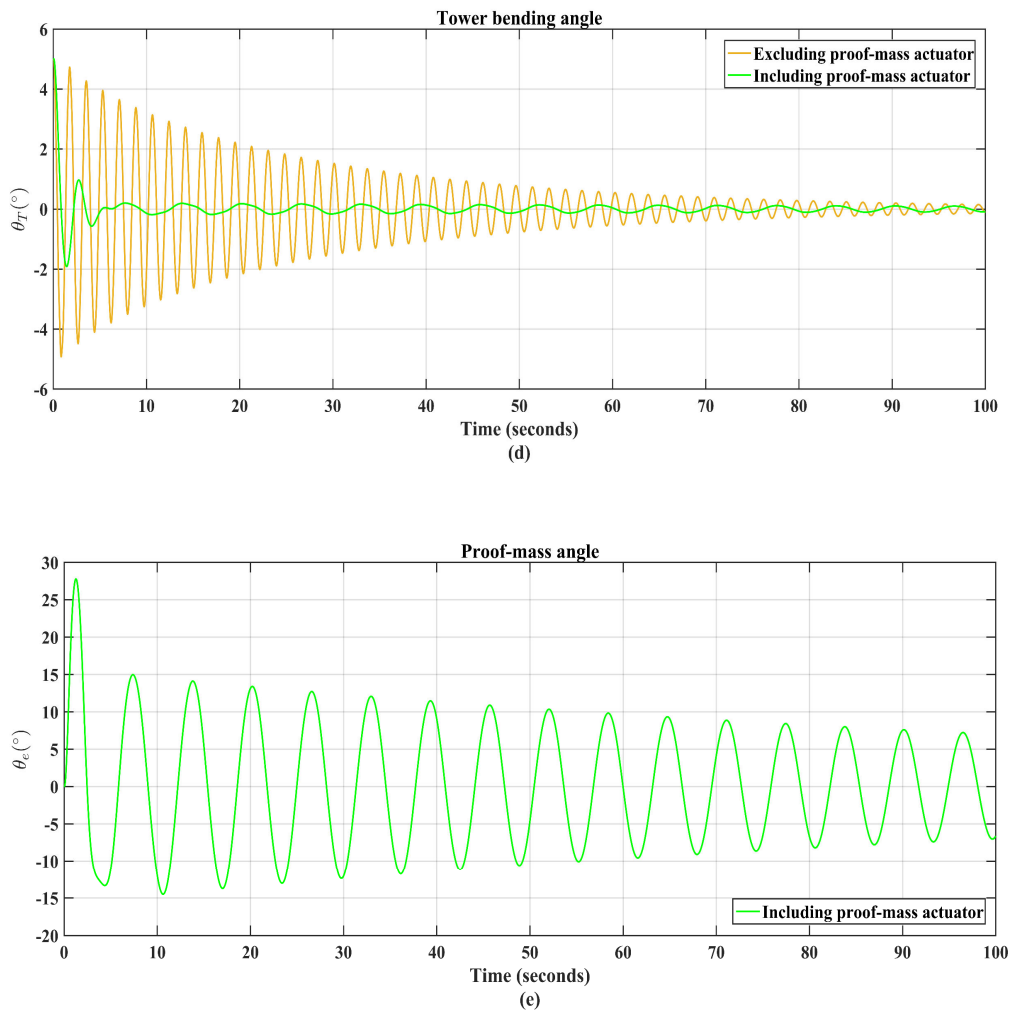 Tower bending angle
Excluding proof-mass actuator
Including proof-mass actuator
6
4
2
0
-2
-4
-6
θ_T(°)
0 10 20 30 40 50 60 70 80 90 100
Time (seconds)
(d)
Proof-mass angle
30
25
20
15
10
5
0
-5
-10
-15
-20
θ_e(°)
Including proof-mass actuator
0 10 20 30 40 50 60 70 80 90 100
Time (seconds)
(e)